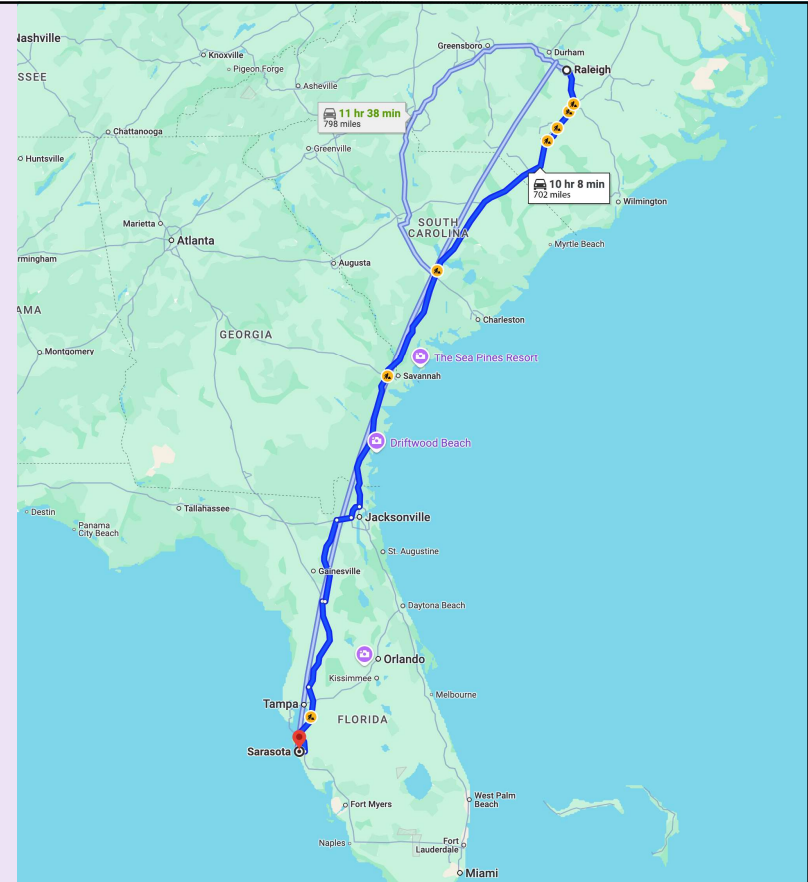 Nashville
SSEE
Knoxville
Pigeon Forge
Greensboro
Durham
Raleigh
Asheville
11 hr 38 min
798 miles
Chattanooga
Greenville
Huntsville
10 hr 8 min
702 miles
Wilmington
Marietta
Atlanta
SOUTH
CAROLINA
Myrtle Beach
rmingham
Augusta
AMA
Charleston
GEORGIA
Montgomery
The Sea Pines Resort
Savannah
Driftwood Beach
Tallahassee
Jacksonville
Destin
Panama
City Beach
St. Augustine
Gainesville
Daytona Beach
Orlando
Kissimmee
Melbourne
Tampa
FLORIDA
Sarasota
West Palm
Beach
Fort Myers
Naples
Fort
Lauderdale
Miami